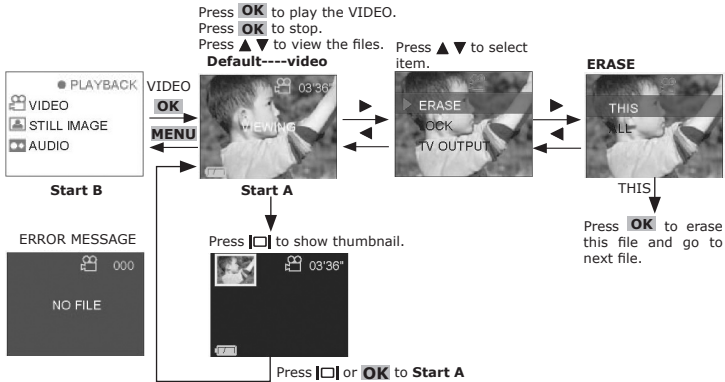 Press OK to play the VIDEO.
Press OK to stop.
Press ▲ ▼ to view the files.
Default----video
Press ▲ ▼ to select
item.
ERASE
PLAYBACK
VIDEO
STILL IMAGE
AUDIO
VIDEO
OK
MENU
03'36"
VIEWING
ERASE
LOCK
TV OUTPUT
THIS
ALL
Start B
Start A
THIS
Press OK to erase
this file and go to
next file.
ERROR MESSAGE
000
NO FILE
Press to show thumbnail.
03'36"
Press or OK to Start A